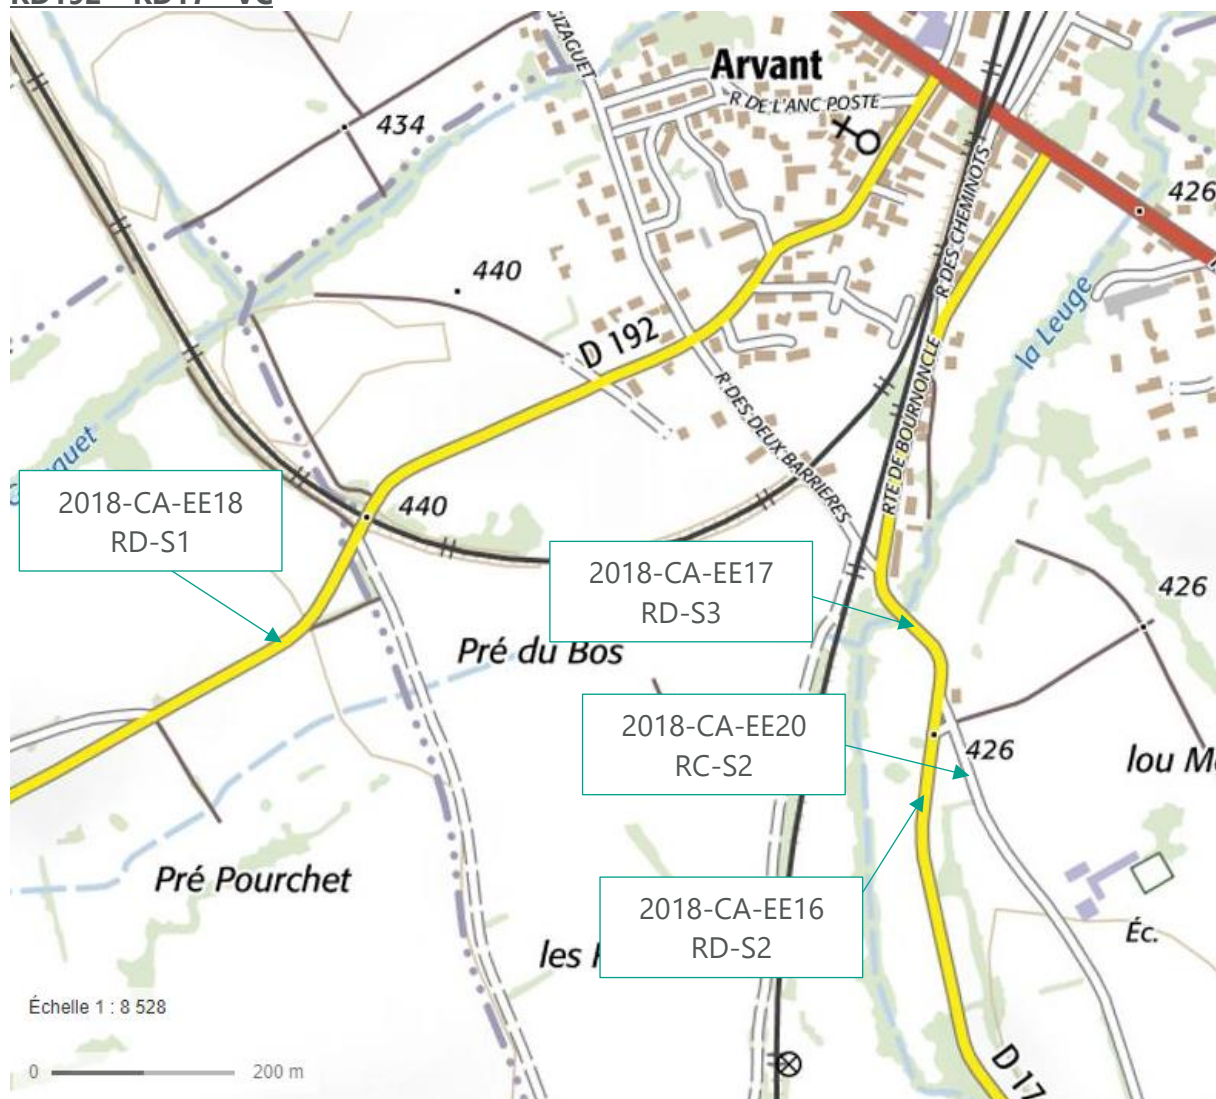 RD192 – RD17 – VC
GIZAGUET
Arvant
R DE L'ANC POSTE
434
426
R DES CHEMINOTS
440
la Leuge
D 192
R DES DEUX BARRIERES
RTE DE BOURNONCLE
2018-CA-EE18
RD-S1
440
2018-CA-EE17
RD-S3
426
Pré du Bos
2018-CA-EE20
RC-S2
426
lou
Pré Pourchet
2018-CA-EE16
RD-S2
Éc.
les
Échelle 1 : 8 528
0 200 m
D 17